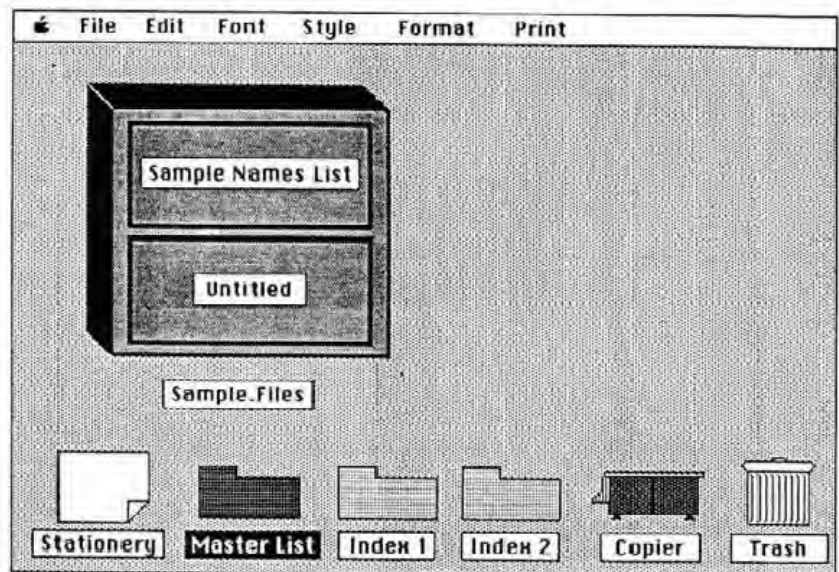 File Edit Font Style Format Print
Sample Names List
Untitled
Sample.Files
Stationery Master List Index 1 Index 2 Copier Trash